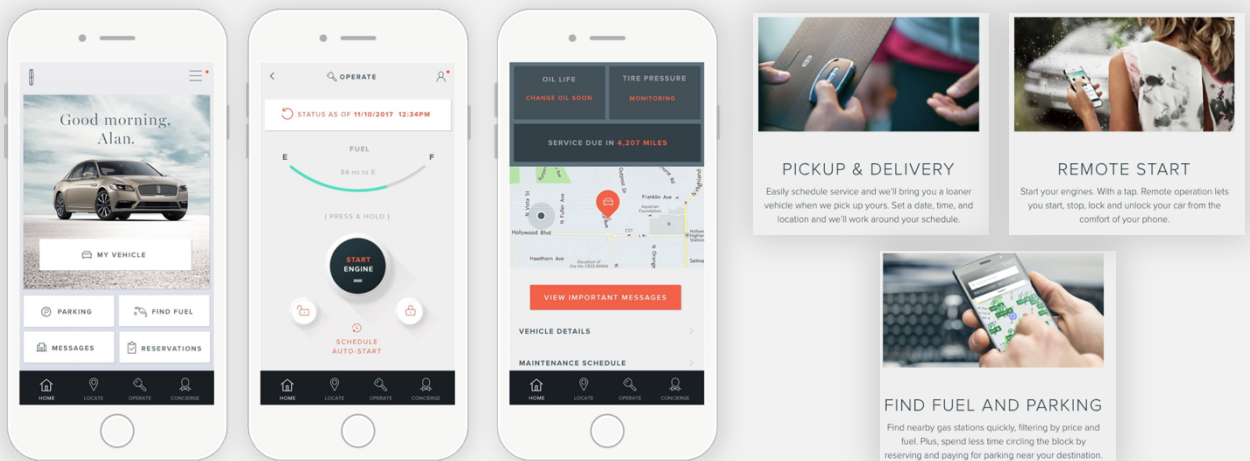 Good morning,
Alan.
MY VEHICLE
PARKING
FIND FUEL
MESSAGES
RESERVATIONS
HOME LOCATE OPERATE CONCIERGE
OPERATE
STATUS AS OF 11/10/2017 12:34PM
FUEL
E F
84 mi to E
( PRESS & HOLD )
START
ENGINE
SCHEDULE
AUTO-START
HOME LOCATE OPERATE CONCIERGE
OIL LIFE
CHANGE OIL SOON
TIRE PRESSURE
MONITORING
SERVICE DUE IN 4,207 MILES
N Vista St
N Fuller Ave
Outpost Dr
Franklin Ave
Hollywood Blvd
Hawthorn Ave
N Orange
Selma
VIEW IMPORTANT MESSAGES
VEHICLE DETAILS
MAINTENANCE SCHEDULE
HOME LOCATE OPERATE CONCIERGE
PICKUP & DELIVERY
Easily schedule service and we'll bring you a loaner
vehicle when we pick up yours. Set a date, time, and
location and we'll work around your schedule.
REMOTE START
Start your engines. With a tap. Remote operation lets
you start, stop, lock and unlock your car from the
comfort of your phone.
FIND FUEL AND PARKING
Find nearby gas stations quickly, filtering by price and
fuel. Plus, spend less time circling the block by
reserving and paying for parking near your destination.